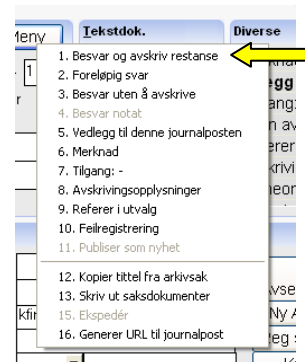 Meny
Tekstdok.
Diverse
1. Besvar og avskriv restanse
2. Foreløpig svar
3. Besvar uten å avskrive
4. Besvar notat
5. Vedlegg til denne journalposten
6. Merknad
7. Tilgang: -
8. Avskrivingsopplysninger
9. Referer i utvalg
10. Feilregistrering
11. Publiser som nyhet
12. Kopier tittel fra arkivsak
13. Skriv ut saksdokumenter
15. Ekspedér
16. Generer URL til journalpost